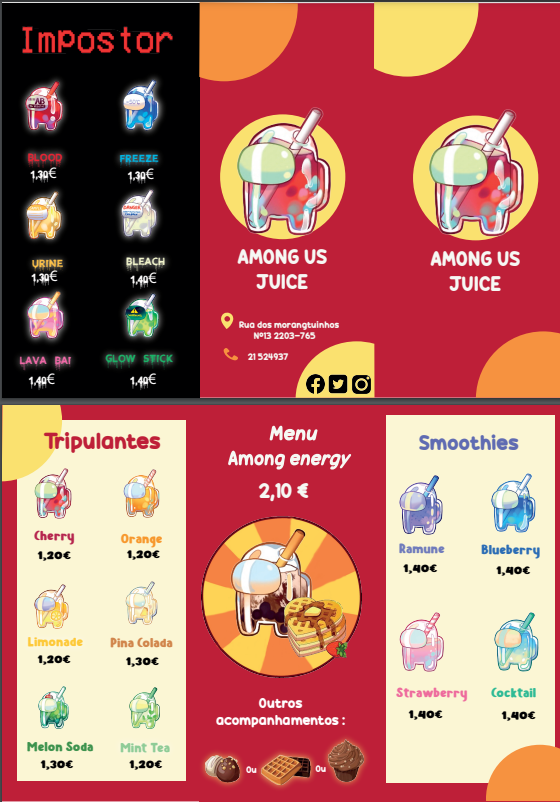 Impostor
BLOOD
1,30€
FREEZE
1,30€
URINE
1,30€
BLEACH
1,40€
LAVA BAI
1,40€
GLOW STICK
1,40€
AMONG US
JUICE
Rua dos morangtuinhos
Nº13 2203-765
21 524937
AMONG US
JUICE
Tripulantes
Cherry
1,20€
Orange
1,20€
Limonade
1,20€
Pina Colada
1,30€
Melon Soda
1,30€
Mint Tea
1,20€
Menu
Among energy
2,10 €
Outros
acompanhamentos :
Ou
Ou
Smoothies
Ramune
1,40€
Blueberry
1,40€
Strawberry
1,40€
Cocktail
1,40€